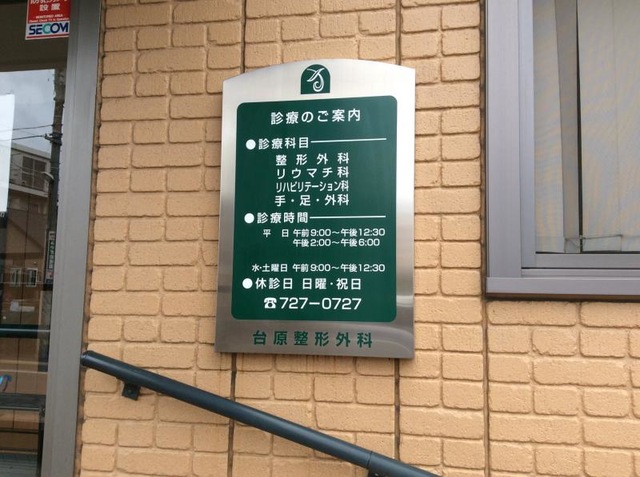 設置
SECOM
診療のご案内
●診療科目
整形外科
リウマチ科
リハビリテーション科
手・足・外科
●診療時間
平 日 午前9:00〜午後12:30
午後2:00〜午後6:00
水・土曜日 午前9:00〜午後12:30
●休診日 日曜・祝日
☎727-0727
台原整形外科